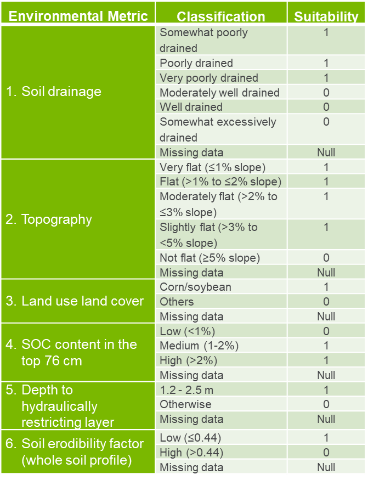 Environmental Metric Classification Suitability
1. Soil drainage
Somewhat poorly 1
drained
Poorly drained 1
Very poorly drained 1
Moderately well drained 0
Well drained 0
Somewhat excessively 0
drained
Missing data Null
2. Topography
Very flat (≤1% slope) 1
Flat (>1% to ≤2% slope) 1
Moderately flat (>2% to 1
≤3% slope)
Slightly flat (>3% to 1
<5% slope)
Not flat (≥5% slope) 0
Missing data Null
3. Land use land cover
Corn/soybean 1
Others 0
Missing data Null
4. SOC content in the
top 76 cm
Low (<1%) 0
Medium (1-2%) 1
High (>2%) 1
Missing data Null
5. Depth to
hydraulically
restricting layer
1.2 - 2.5 m 1
Otherwise 0
Missing data Null
6. Soil erodibility factor
(whole soil profile)
Low (≤0.44) 1
High (>0.44) 0
Missing data Null